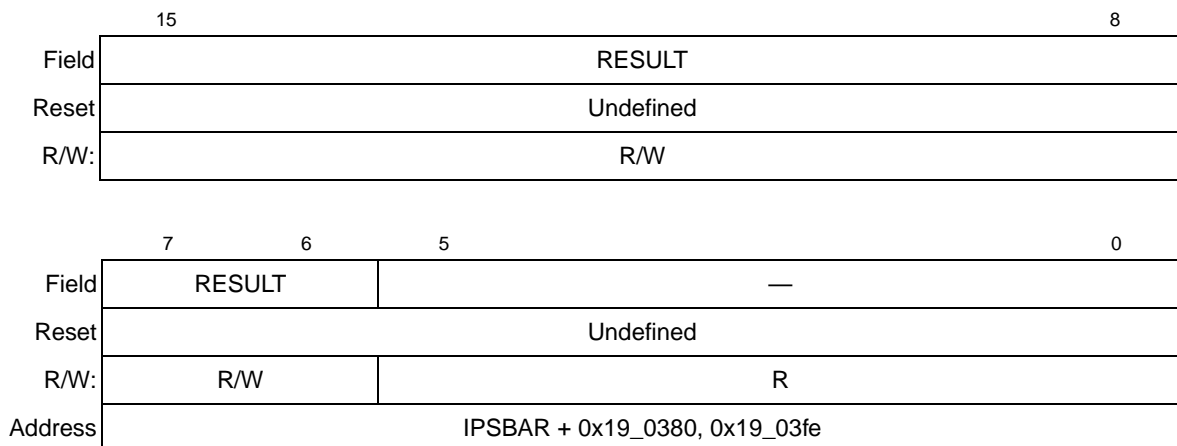 15 8
Field RESULT
Reset Undefined
R/W: R/W
7 6 5 0
Field RESULT —
Reset Undefined
R/W: R/W R
Address IPSBAR + 0x19_0380, 0x19_03fe